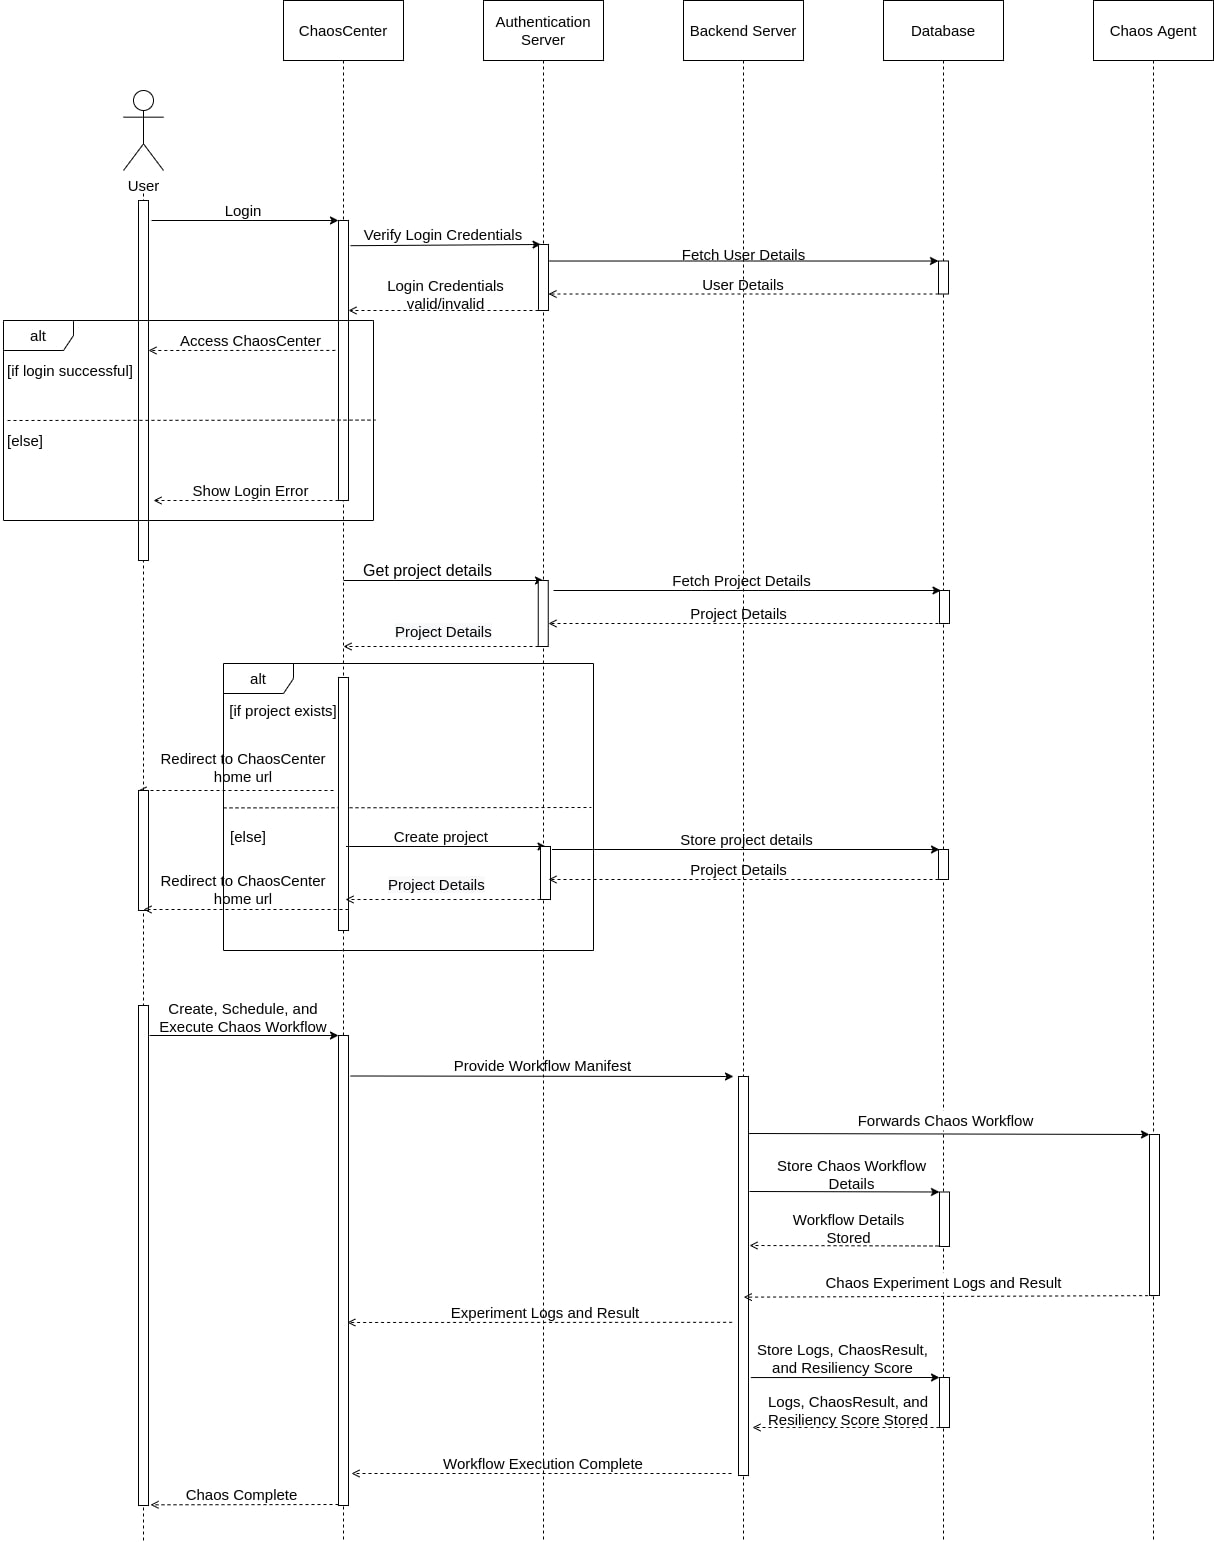 ChaosCenter
Authentication
Server
Backend Server
Database
Chaos Agent
User
Login
Verify Login Credentials
Fetch User Details
User Details
Login Credentials
valid/invalid
alt
Access ChaosCenter
[if login successful]
[else]
Show Login Error
Get project details
Fetch Project Details
Project Details
Project Details
alt
[if project exists]
Redirect to ChaosCenter
home url
[else]
Create project
Store project details
Project Details
Redirect to ChaosCenter
home url
Project Details
Create, Schedule, and
Execute Chaos Workflow
Provide Workflow Manifest
Forwards Chaos Workflow
Store Chaos Workflow
Details
Workflow Details
Stored
Chaos Experiment Logs and Result
Experiment Logs and Result
Store Logs, ChaosResult,
and Resiliency Score
Logs, ChaosResult, and
Resiliency Score Stored
Workflow Execution Complete
Chaos Complete